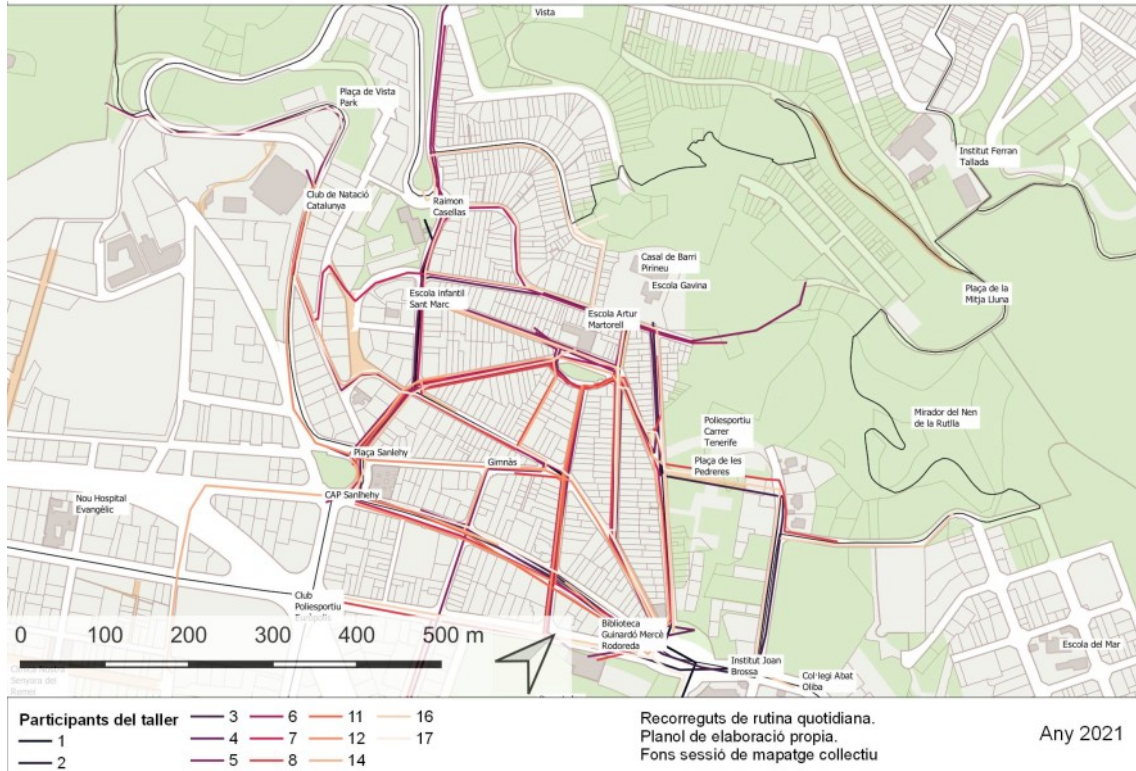 Vista
Plaça de Vista
Park
Institut Ferran
Tallada
Club de Natació
Catalunya
Raimon
Casellas
Casal de Barri
Pirineu
Escola Gavina
Escola infantil
Sant Marc
Plaça de la
Mitja Lluna
Escola Artur
Martorell
Mirador del Nen
de la Rutlla
Poliesportiu
Carrer
Tenerife
Plaça Sanlehy
Gimnàs
Plaça de les
Pedreres
Nou Hospital
Evangèlic
CAP Sanlhehy
Club
Poliesportiu
Biblioteca
Guinardó Mercè
Rodoreda
0 100 200 300 400 500 m
Escola del Mar
Institut Joan
Brossa
Col·legi Abat
Oliba
Senyora del
Participants del taller
1
2
3
4
5
6
7
8
11
12
14
16
17
Recorreguts de rutina quotidiana.
Planol de elaboració propia.
Fons sessió de mapatge collectiu
Any 2021